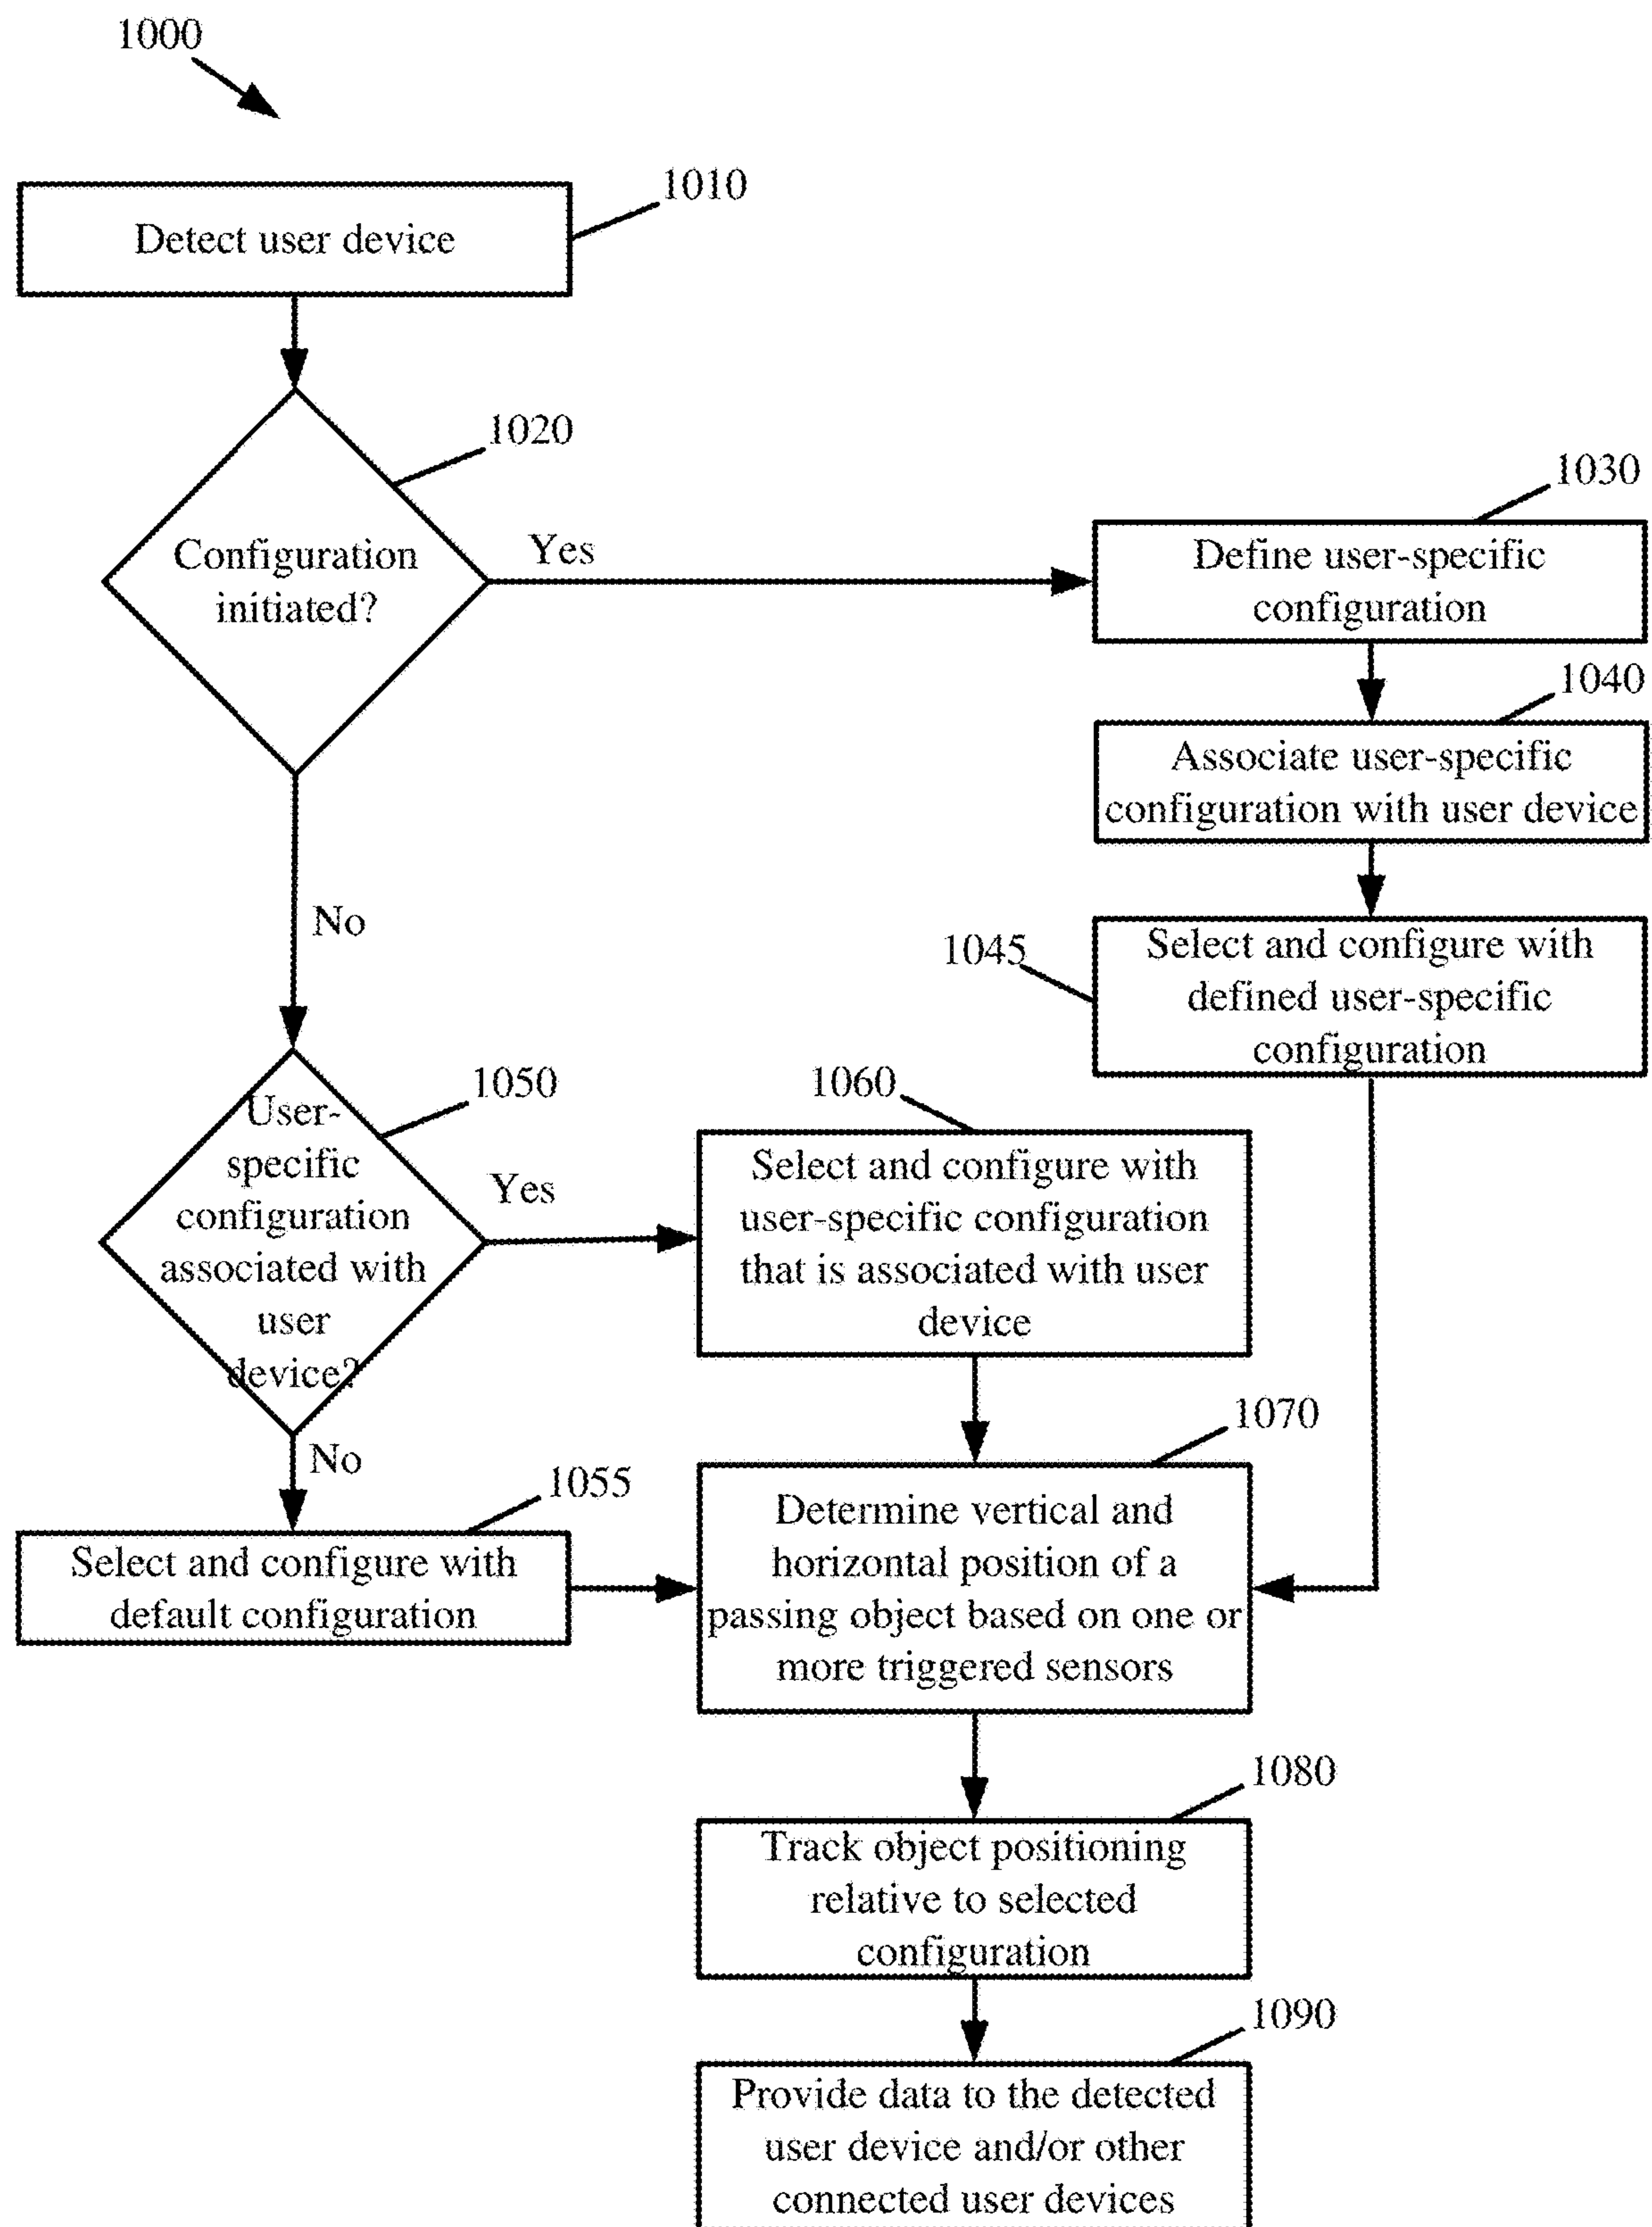 1000
1010
Detect user device
1020
Configuration
initiated?
Yes
1030
Define user-specific
configuration
1040
Associate user-specific
configuration with user device
1045
Select and configure with
defined user-specific
configuration
No
1050
User-
specific
configuration
associated with
user
device?
Yes
1060
Select and configure with
user-specific configuration
that is associated with user
device
No
1055
Select and configure with
default configuration
1070
Determine vertical and
horizontal position of a
passing object based on one or
more triggered sensors
1080
Track object positioning
relative to selected
configuration
1090
Provide data to the detected
user device and/or other
connected user devices